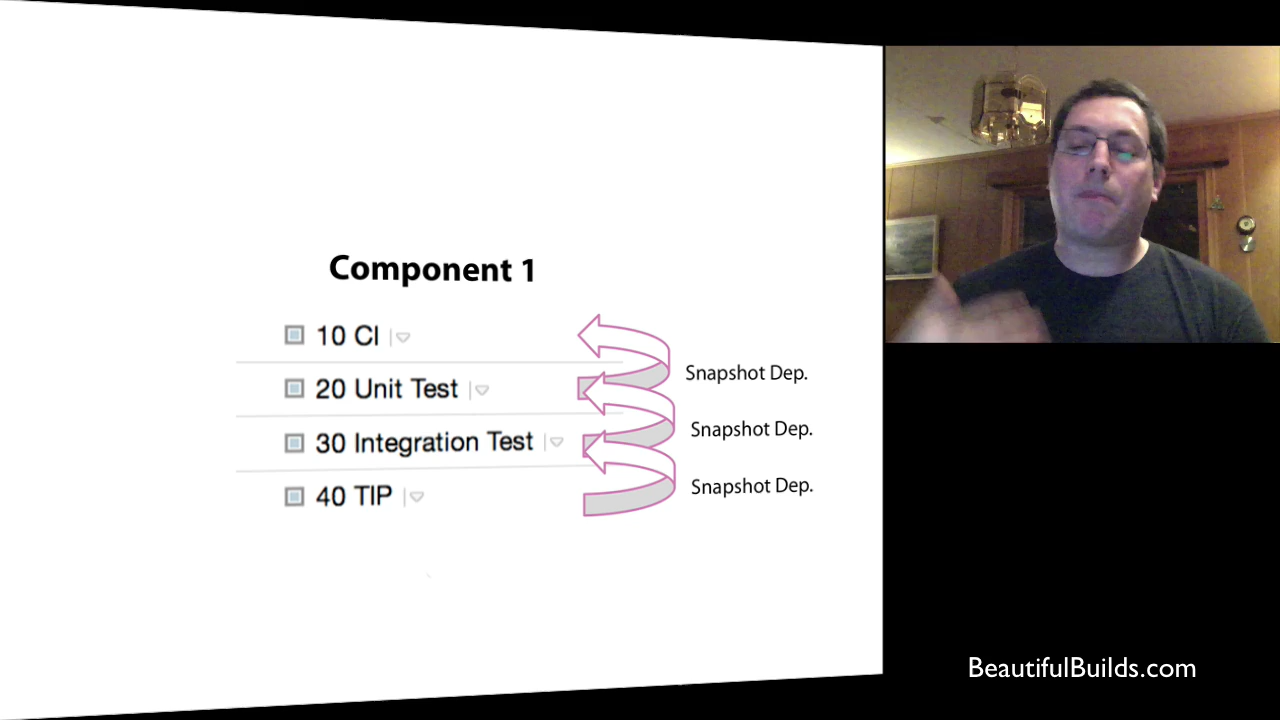 Component 1
10 CI
20 Unit Test
30 Integration Test
40 TIP
Snapshot Dep.
Snapshot Dep.
Snapshot Dep.
BeautifulBuilds.com